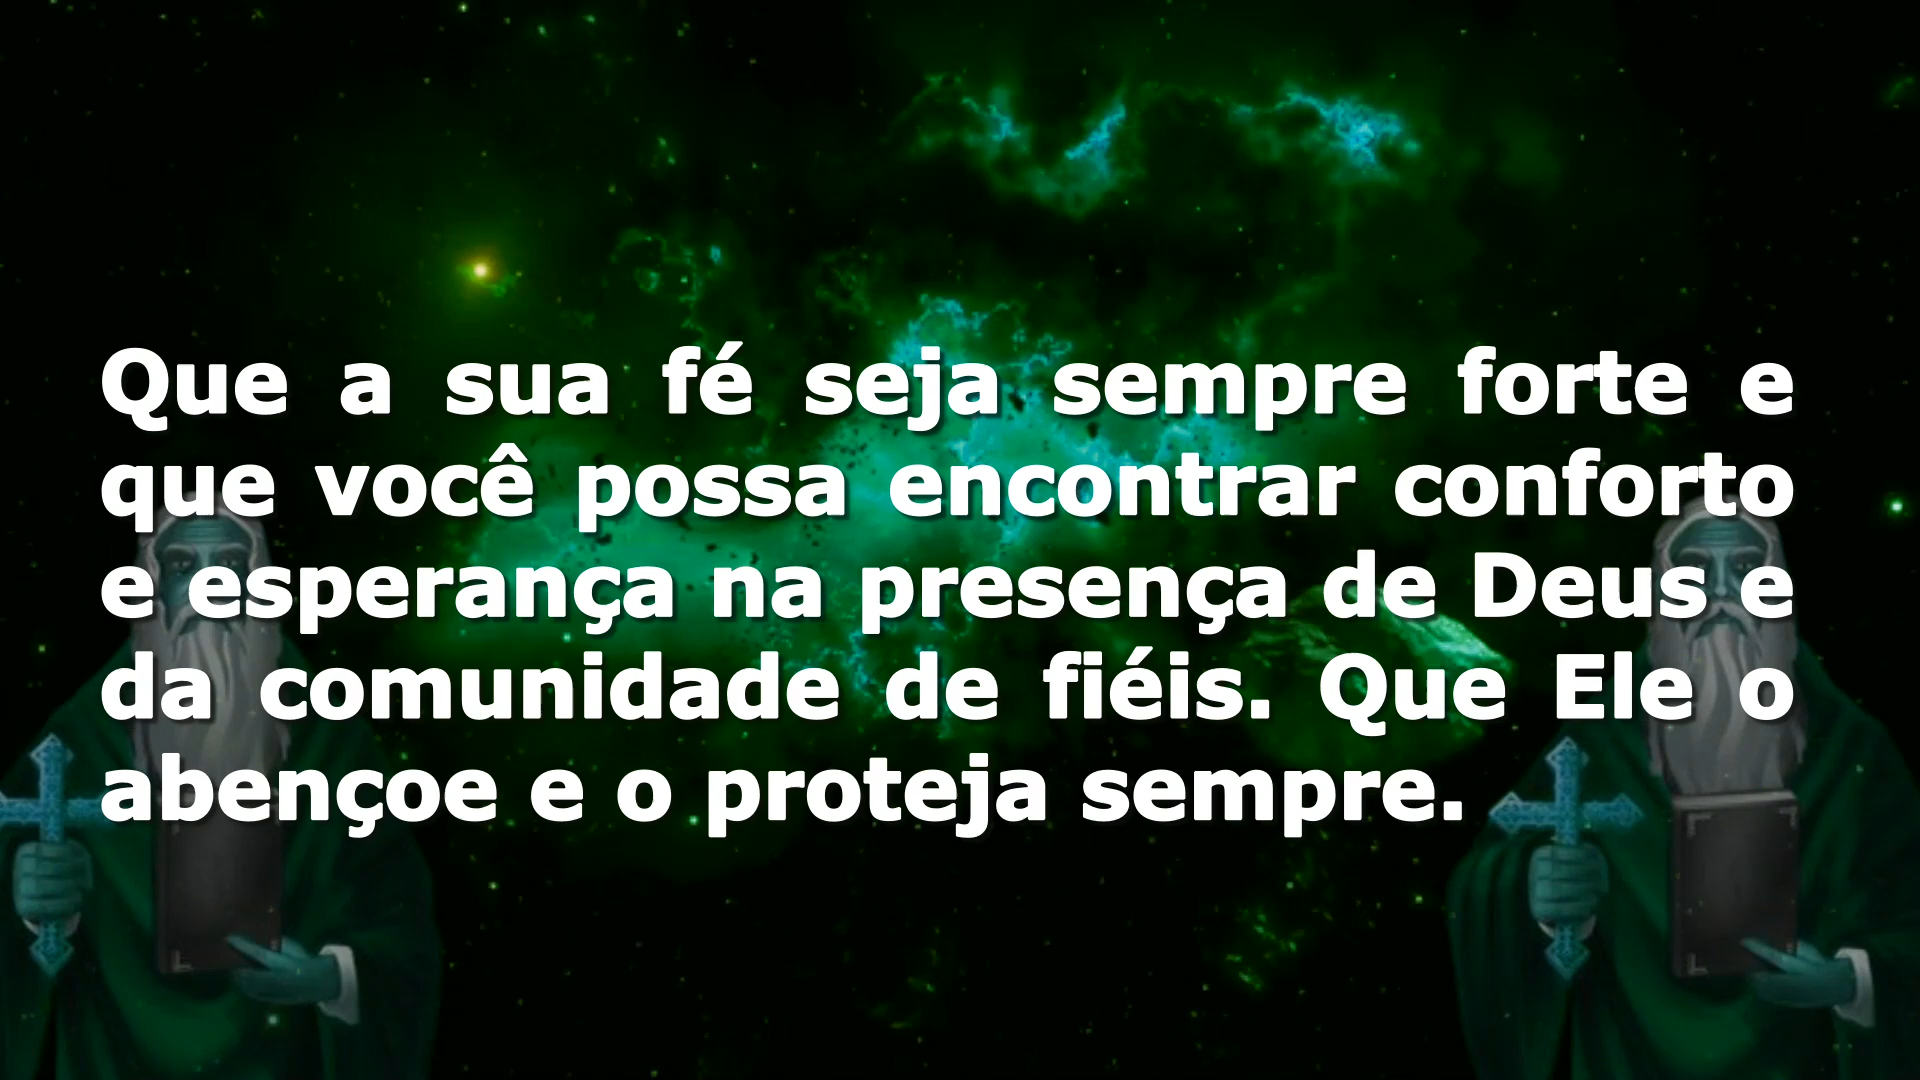 Que a sua fé seja sempre forte e
que você possa encontrar conforto
e esperança na presença de Deus e
da comunidade de fiéis. Que Ele o
abençoe e o proteja sempre.